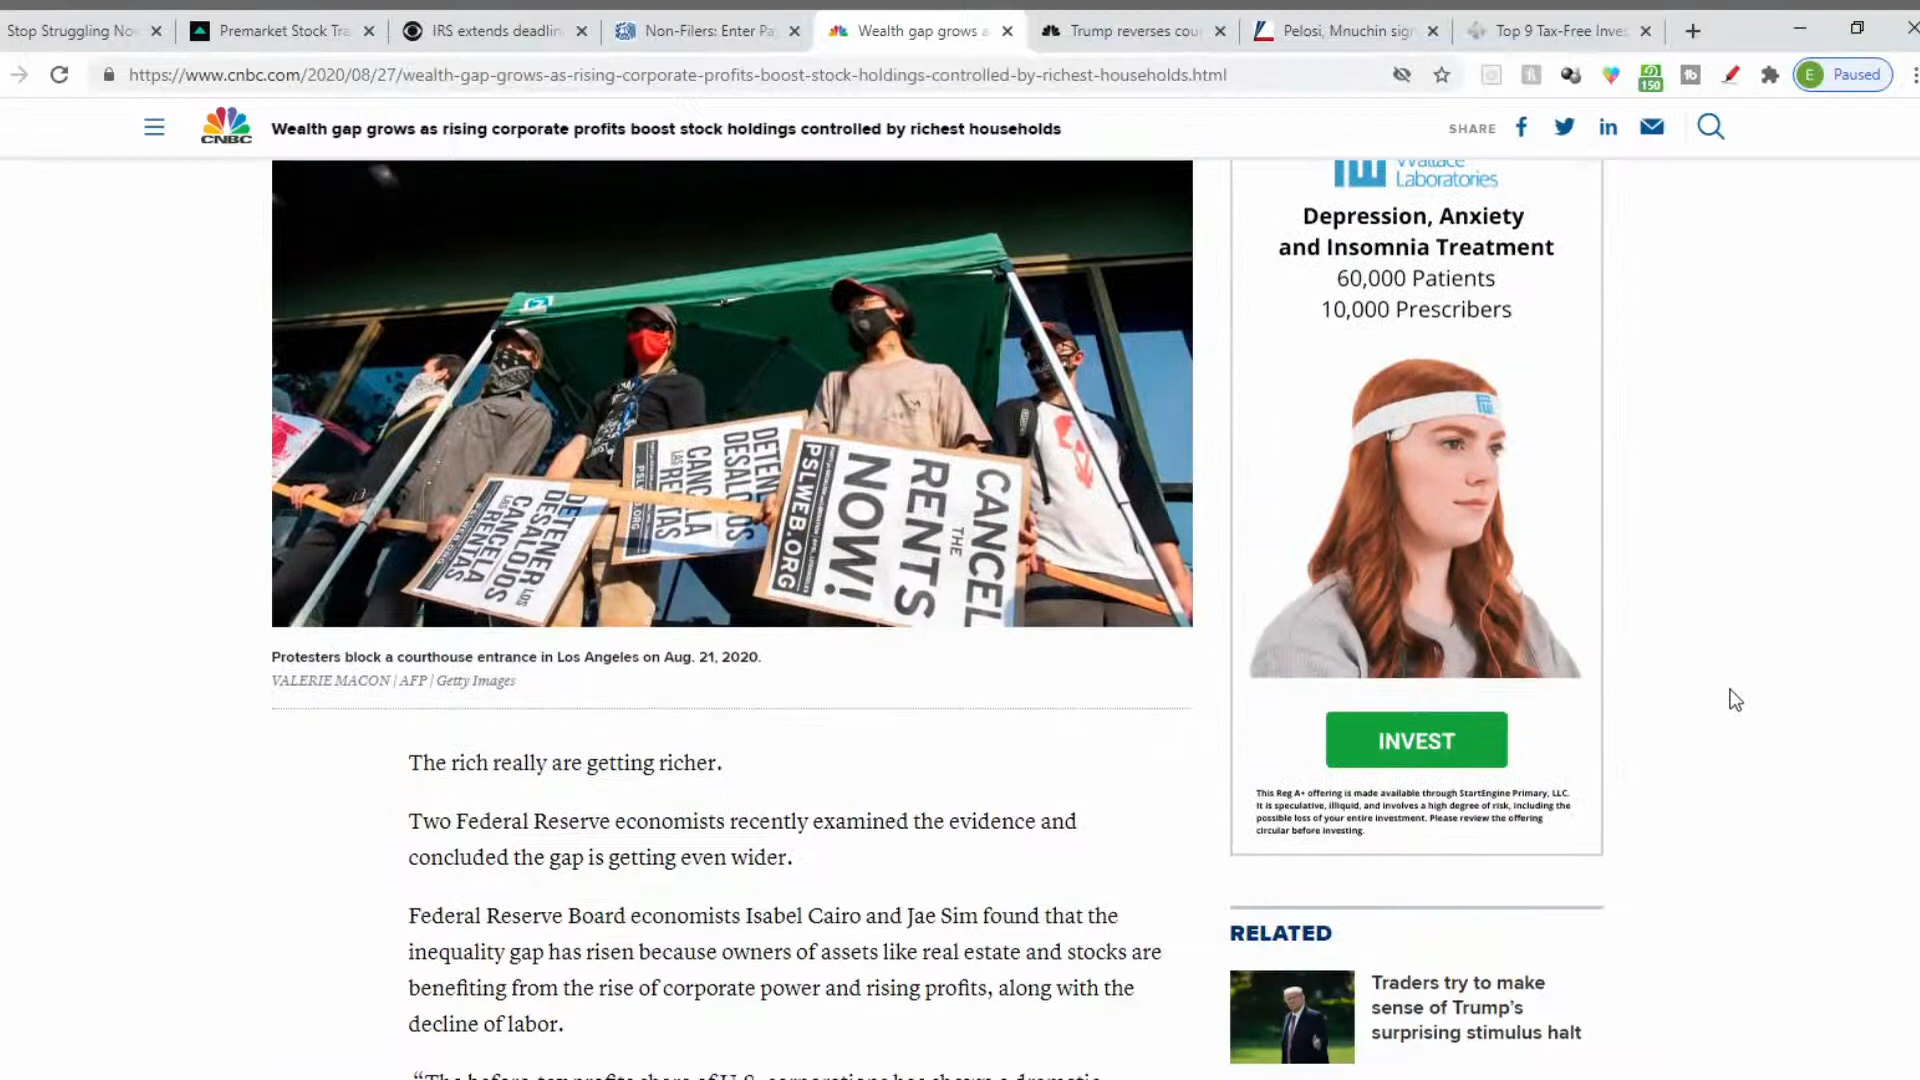 Stop Struggling No
Premarket Stock Tra
IRS extends deadlin
Non-Filers: Enter Pa
Wealth gap grows a
Trump reverses cou
Pelosi, Mnuchin sig
Top 9 Tax-Free Inve
https://www.cnbc.com/2020/08/27/wealth-gap-grows-as-rising-corporate-profits-boost-stock-holdings-controlled-by-richest-households.html
150
E
Paused
CNBC
Wealth gap grows as rising corporate profits boost stock holdings controlled by richest households
SHARE
DETENER LOS
DESALOJOS
CANCELA
LAS RENTAS
CANCELA
LAS
CANCEL
THE
RENTS
NOW!
PSLWEB.ORG
Protesters block a courthouse entrance in Los Angeles on Aug. 21, 2020.
VALERIE MACON | AFP | Getty Images
The rich really are getting richer.
Two Federal Reserve economists recently examined the evidence and
concluded the gap is getting even wider.
Federal Reserve Board economists Isabel Cairo and Jae Sim found that the
inequality gap has risen because owners of assets like real estate and stocks are
benefiting from the rise of corporate power and rising profits, along with the
decline of labor.
Wallace
Laboratories
Depression, Anxiety
and Insomnia Treatment
60,000 Patients
10,000 Prescribers
INVEST
This Reg A+ offering is made available through StartEngine Primary, LLC.
It is speculative, illiquid, and involves a high degree of risk, including the
possible loss of your entire investment. Please review the offering
circular before investing.
RELATED
Traders try to make
sense of Trump's
surprising stimulus halt